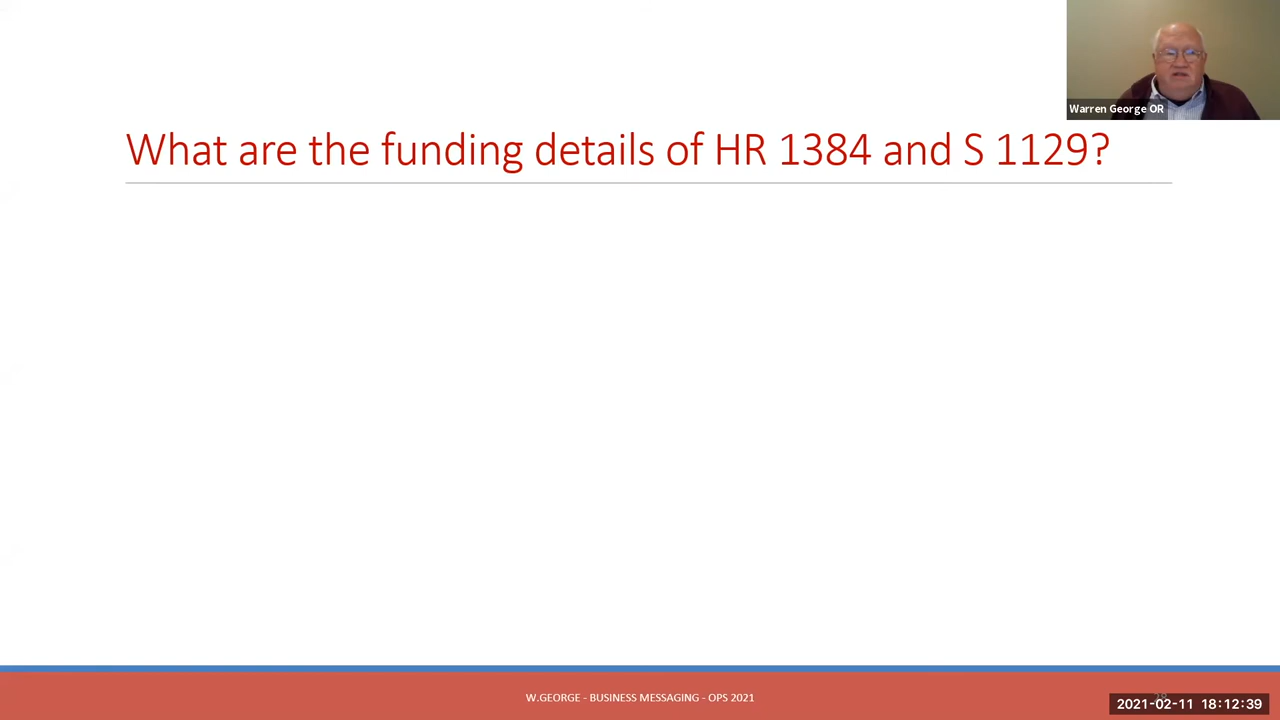 Warren George OR
What are the funding details of HR 1384 and S 1129?
W.GEORGE - BUSINESS MESSAGING - OPS 2021
2021-02-11 18:12:39